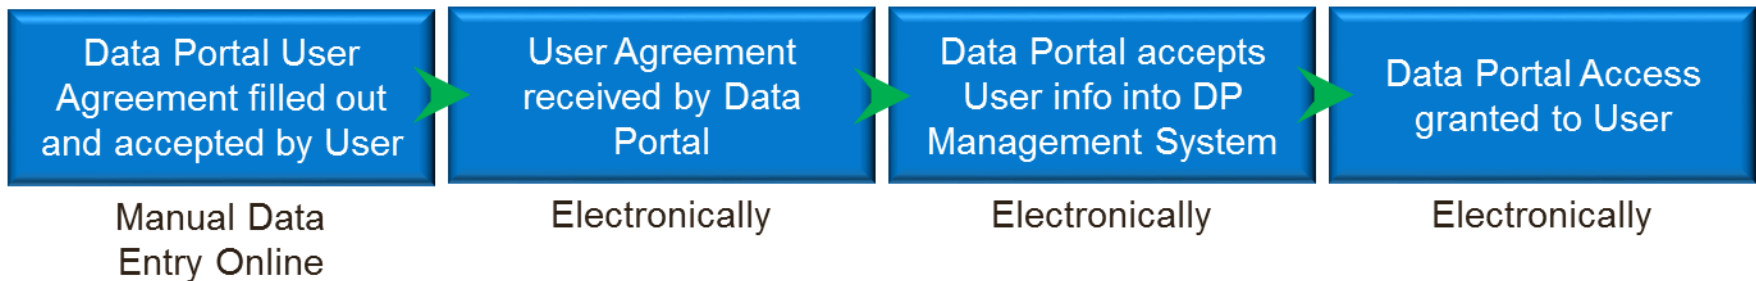 Data Portal User
Agreement filled out
and accepted by User
User Agreement
received by Data
Portal
Data Portal accepts
User info into DP
Management System
Data Portal Access
granted to User
Manual Data
Entry Online
Electronically
Electronically
Electronically